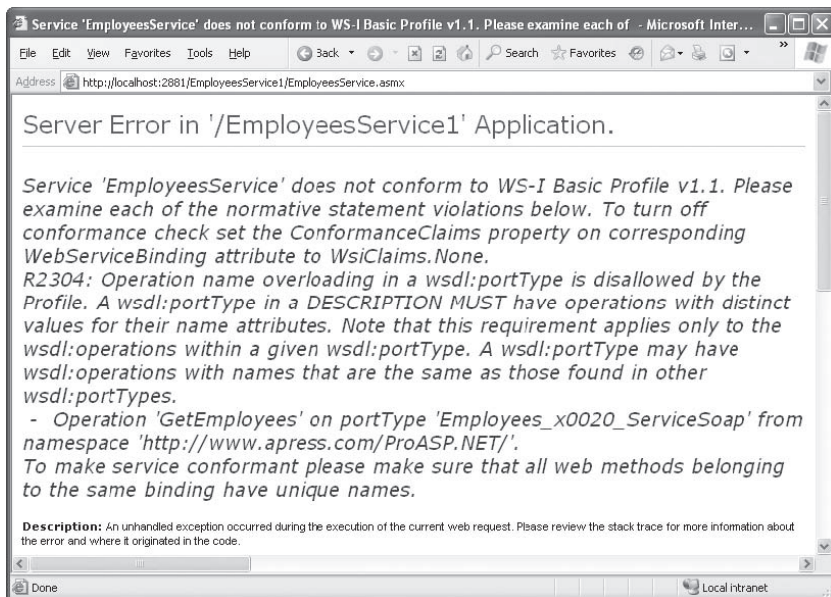 Service 'EmployeesService' does not conform to WS-I Basic Profile v1.1. Please examine each of - Microsoft Inter...
File Edit View Favorites Tools Help Back Search Favorites »
Address http://localhost:2881/EmployeesService1/EmployeesService.asmx
Server Error in '/EmployeesService1' Application.
Service 'EmployeesService' does not conform to WS-I Basic Profile v1.1. Please
examine each of the normative statement violations below. To turn off
conformance check set the ConformanceClaims property on corresponding
WebServiceBinding attribute to WsiClaims.None.
R2304: Operation name overloading in a wsdl:portType is disallowed by the
Profile. A wsdl:portType in a DESCRIPTION MUST have operations with distinct
values for their name attributes. Note that this requirement applies only to the
wsdl:operations within a given wsdl:portType. A wsdl:portType may have
wsdl:operations with names that are the same as those found in other
wsdl:portTypes.
- Operation 'GetEmployees' on portType 'Employees_x0020_ServiceSoap' from
namespace 'http://www.apress.com/ProASP.NET/'.
To make service conformant please make sure that all web methods belonging
to the same binding have unique names.
Description: An unhandled exception occurred during the execution of the current web request. Please review the stack trace for more information about
the error and where it originated in the code.
Done Local intranet